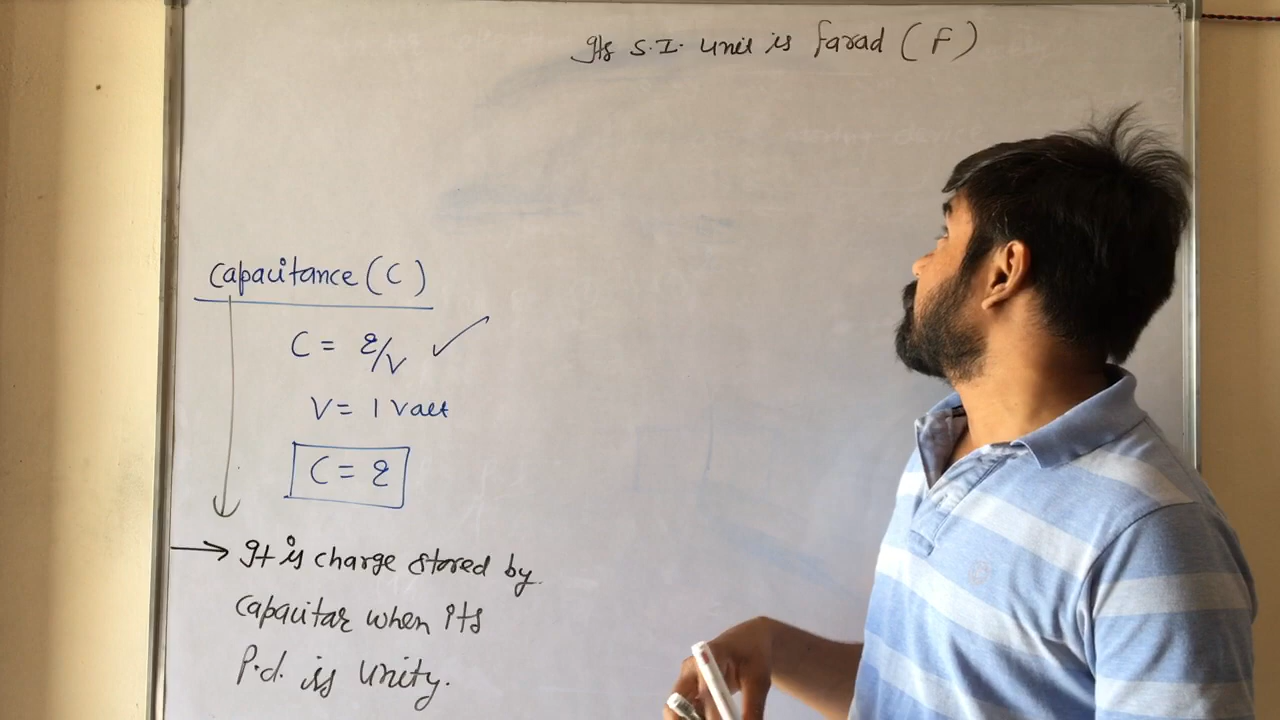 Its S.I. unit is farad (F)
Capacitance (C)
C = q/V ✓
V = 1 Volt
C = q
→ It is charge stored by
capacitor when its
P.d. is unity.